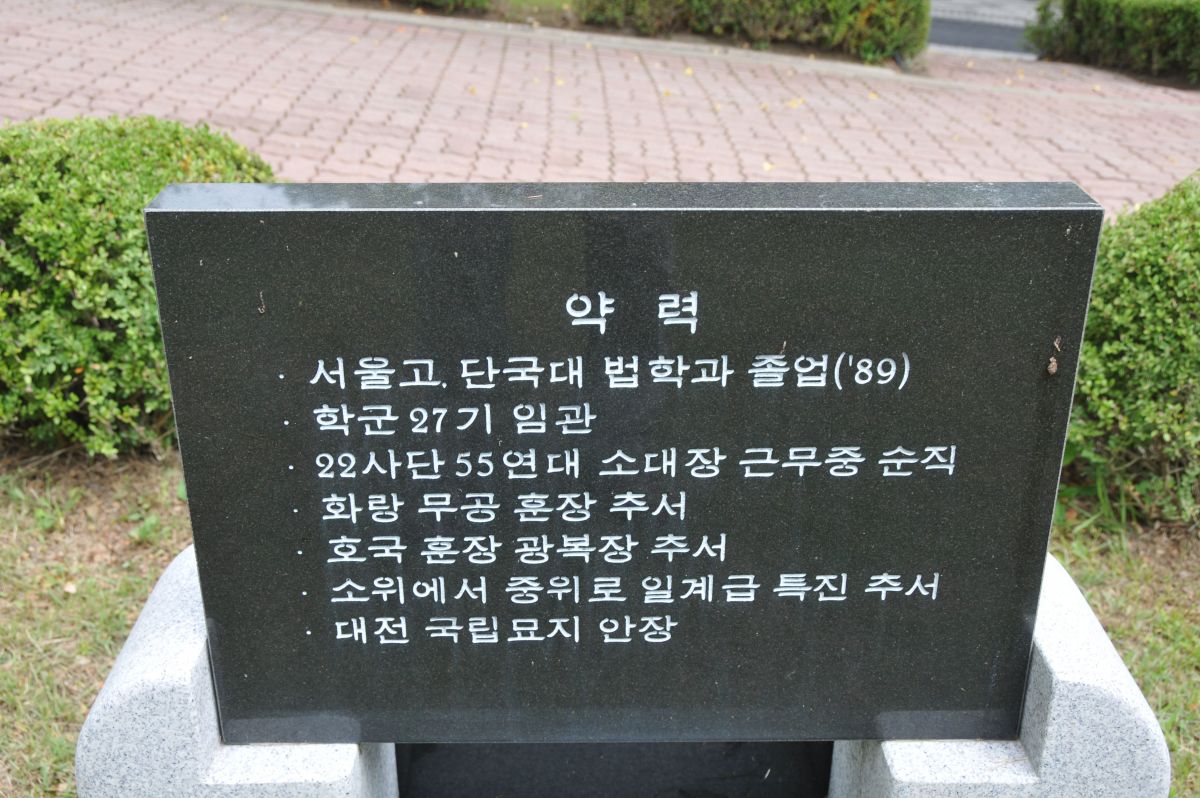 약 력
· 서울고. 단국대 법학과 졸업('89)
· 학군 27기 임관
· 22사단 55연대 소대장 근무중 순직
· 화랑 무공 훈장 추서
· 호국 훈장 광복장 추서
· 소위에서 중위로 일계급 특진 추서
· 대전 국립묘지 안장